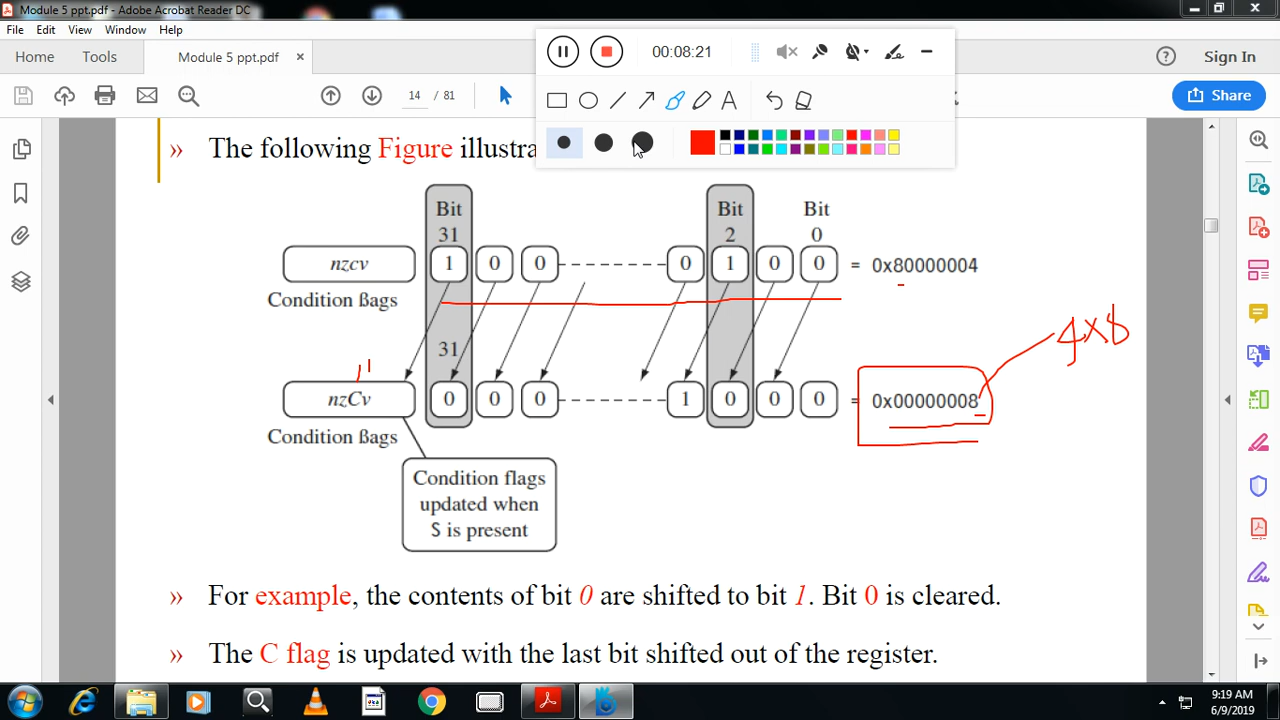 Module 5 ppt.pdf - Adobe Acrobat Reader DC
File Edit View Window Help
Home Tools Module 5 ppt.pdf × Sign In
14 / 81 Share
00:08:21
A
» The following Figure illustra
Bit Bit Bit
31 2 0
nzcv 1 0 0 0 1 0 0 = 0x80000004
Condition ßags
31
4x8
nzCv 0 0 0 1 0 0 0 = 0x00000008
Condition ßags
Condition flags
updated when
S is present
» For example, the contents of bit 0 are shifted to bit 1. Bit 0 is cleared.
» The C flag is updated with the last bit shifted out of the register.
9:19 AM
6/9/2019